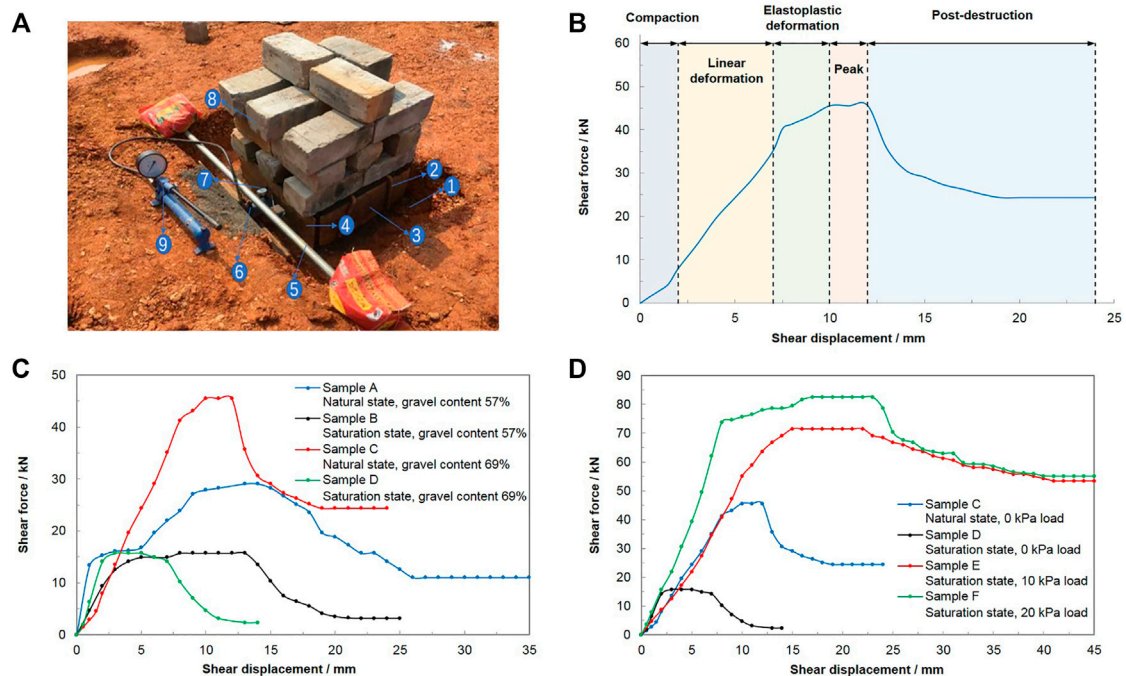 A
8
7
2
1
4
3
9
6
5
B
Compaction
Elastoplastic
deformation
Post-destruction
Linear
deformation
Peak
60
50
40
30
20
10
0
Shear force / kN
0
5
10
15
20
25
Shear displacement / mm
C
50
40
30
20
10
0
Shear force / kN
Sample A
Natural state, gravel content 57%
Sample B
Saturation state, gravel content 57%
Sample C
Natural state, gravel content 69%
Sample D
Saturation state, gravel content 69%
0
5
10
15
20
25
30
35
Shear displacement / mm
D
90
80
70
60
50
40
30
20
10
0
Shear force / kN
Sample C
Natural state, 0 kPa load
Sample D
Saturation state, 0 kPa load
Sample E
Saturation state, 10 kPa load
Sample F
Saturation state, 20 kPa load
0
5
10
15
20
25
30
35
40
45
Shear displacement / mm